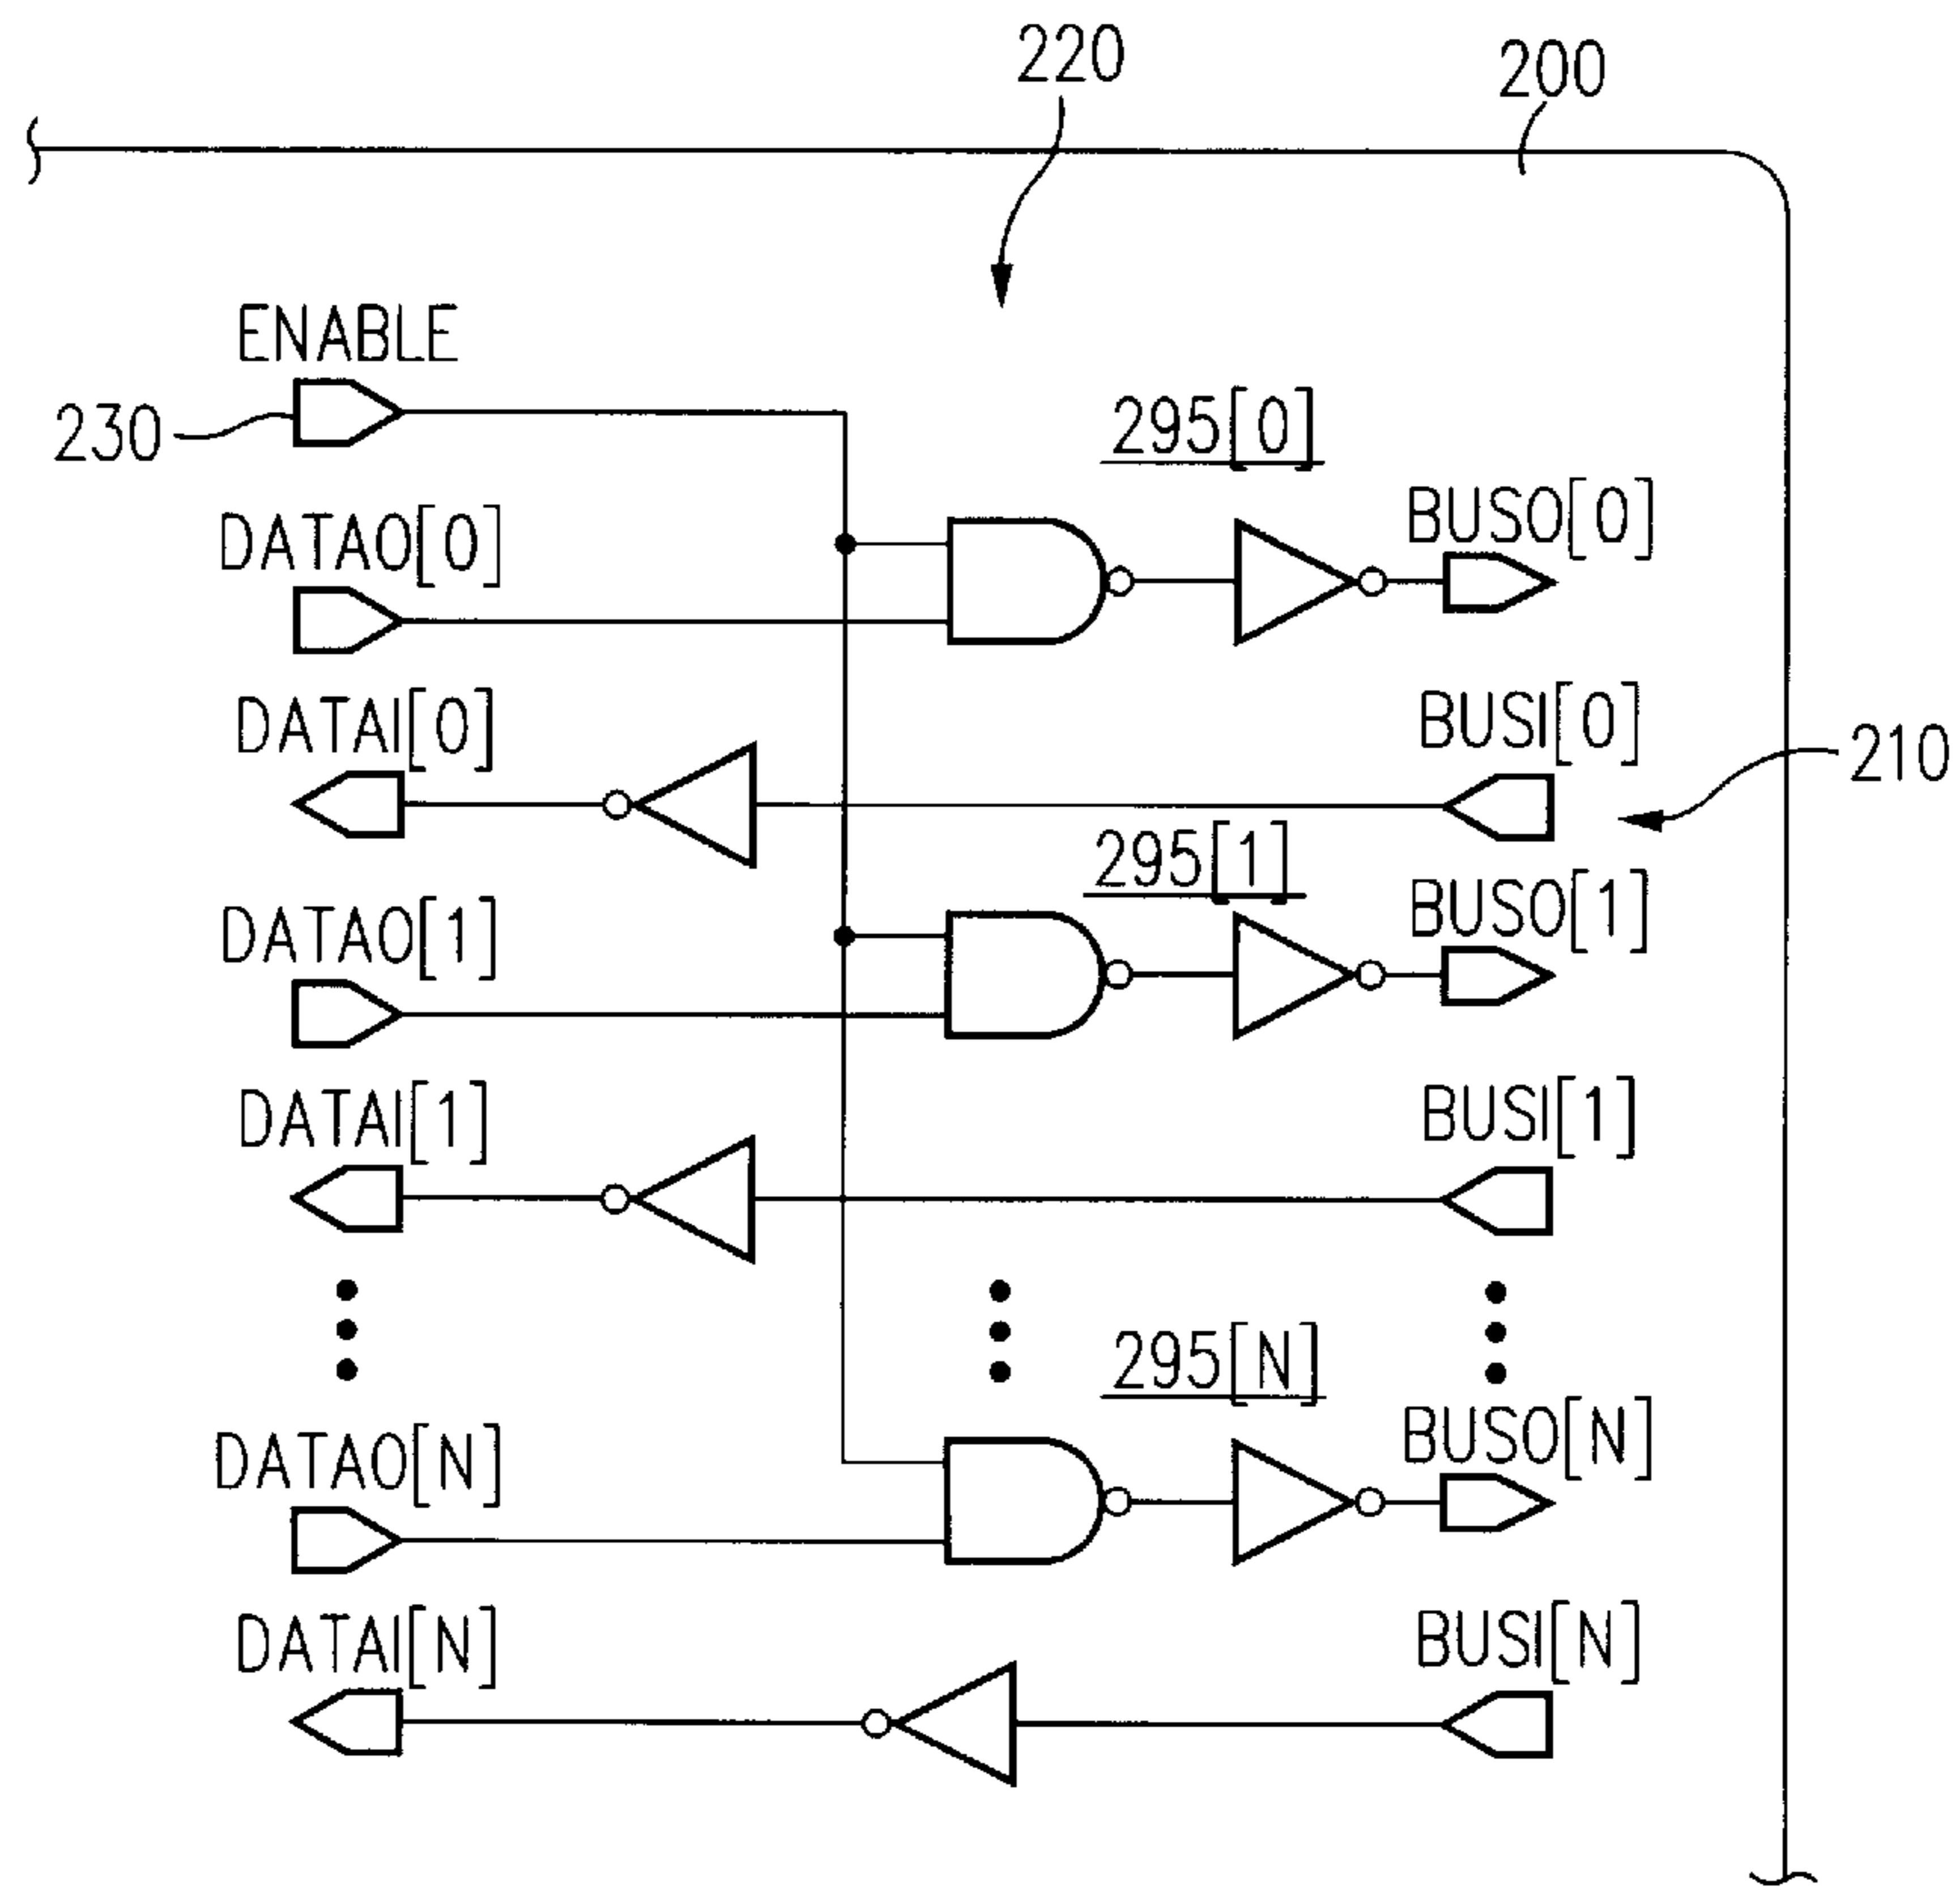 220
200
ENABLE
230
295[0]
DATAO[0]
BUSO[0]
DATAI[0]
BUSI[0]
210
295[1]
DATAO[1]
BUSO[1]
DATAI[1]
BUSI[1]
295[N]
DATAO[N]
BUSO[N]
DATAI[N]
BUSI[N]